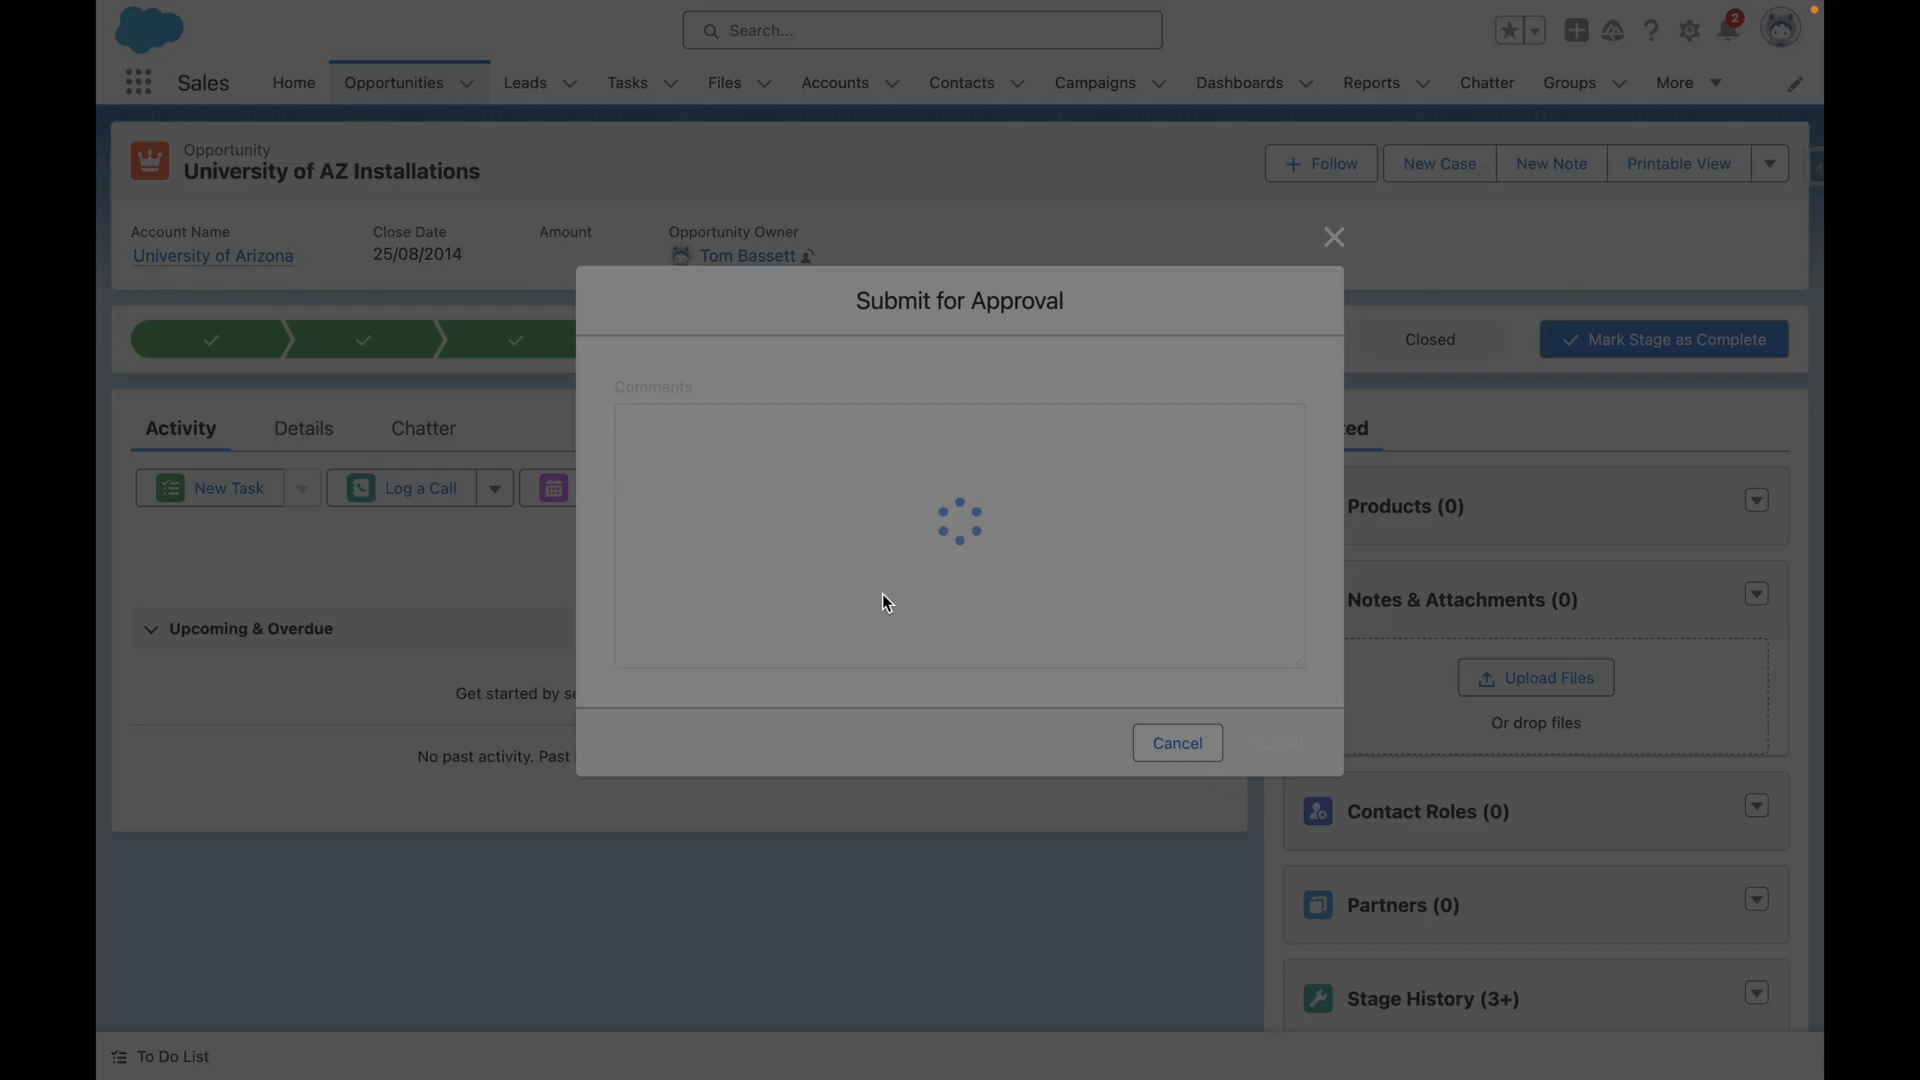 Search...
2
Sales
Home
Opportunities
Leads
Tasks
Files
Accounts
Contacts
Campaigns
Dashboards
Reports
Chatter
Groups
More
Opportunity
University of AZ Installations
Follow
New Case
New Note
Printable View
Account Name
Close Date
Amount
Opportunity Owner
University of Arizona
25/08/2014
Tom Bassett
Submit for Approval
Closed
Mark Stage as Complete
Comments
Activity
Details
Chatter
ted
New Task
Log a Call
Products (0)
Notes & Attachments (0)
Upcoming & Overdue
Upload Files
Get started by se
Or drop files
Cancel
Submit
No past activity. Past
Contact Roles (0)
Partners (0)
Stage History (3+)
To Do List